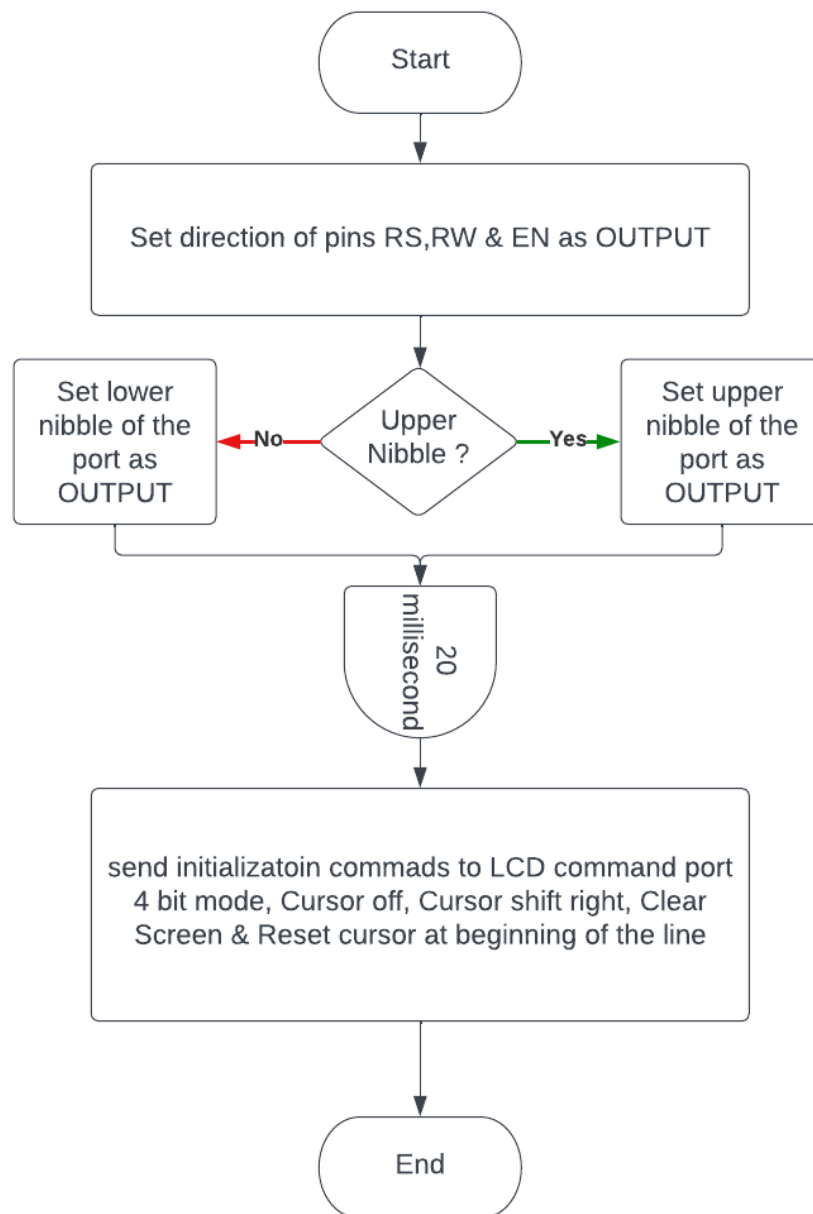 Start
Set direction of pins RS,RW & EN as OUTPUT
Set lower
nibble of the
port as
OUTPUT
No
Upper
Nibble ?
Yes
Set upper
nibble of the
port as
OUTPUT
20
millisecond
send initializatoin commads to LCD command port
4 bit mode, Cursor off, Cursor shift right, Clear
Screen & Reset cursor at beginning of the line
End